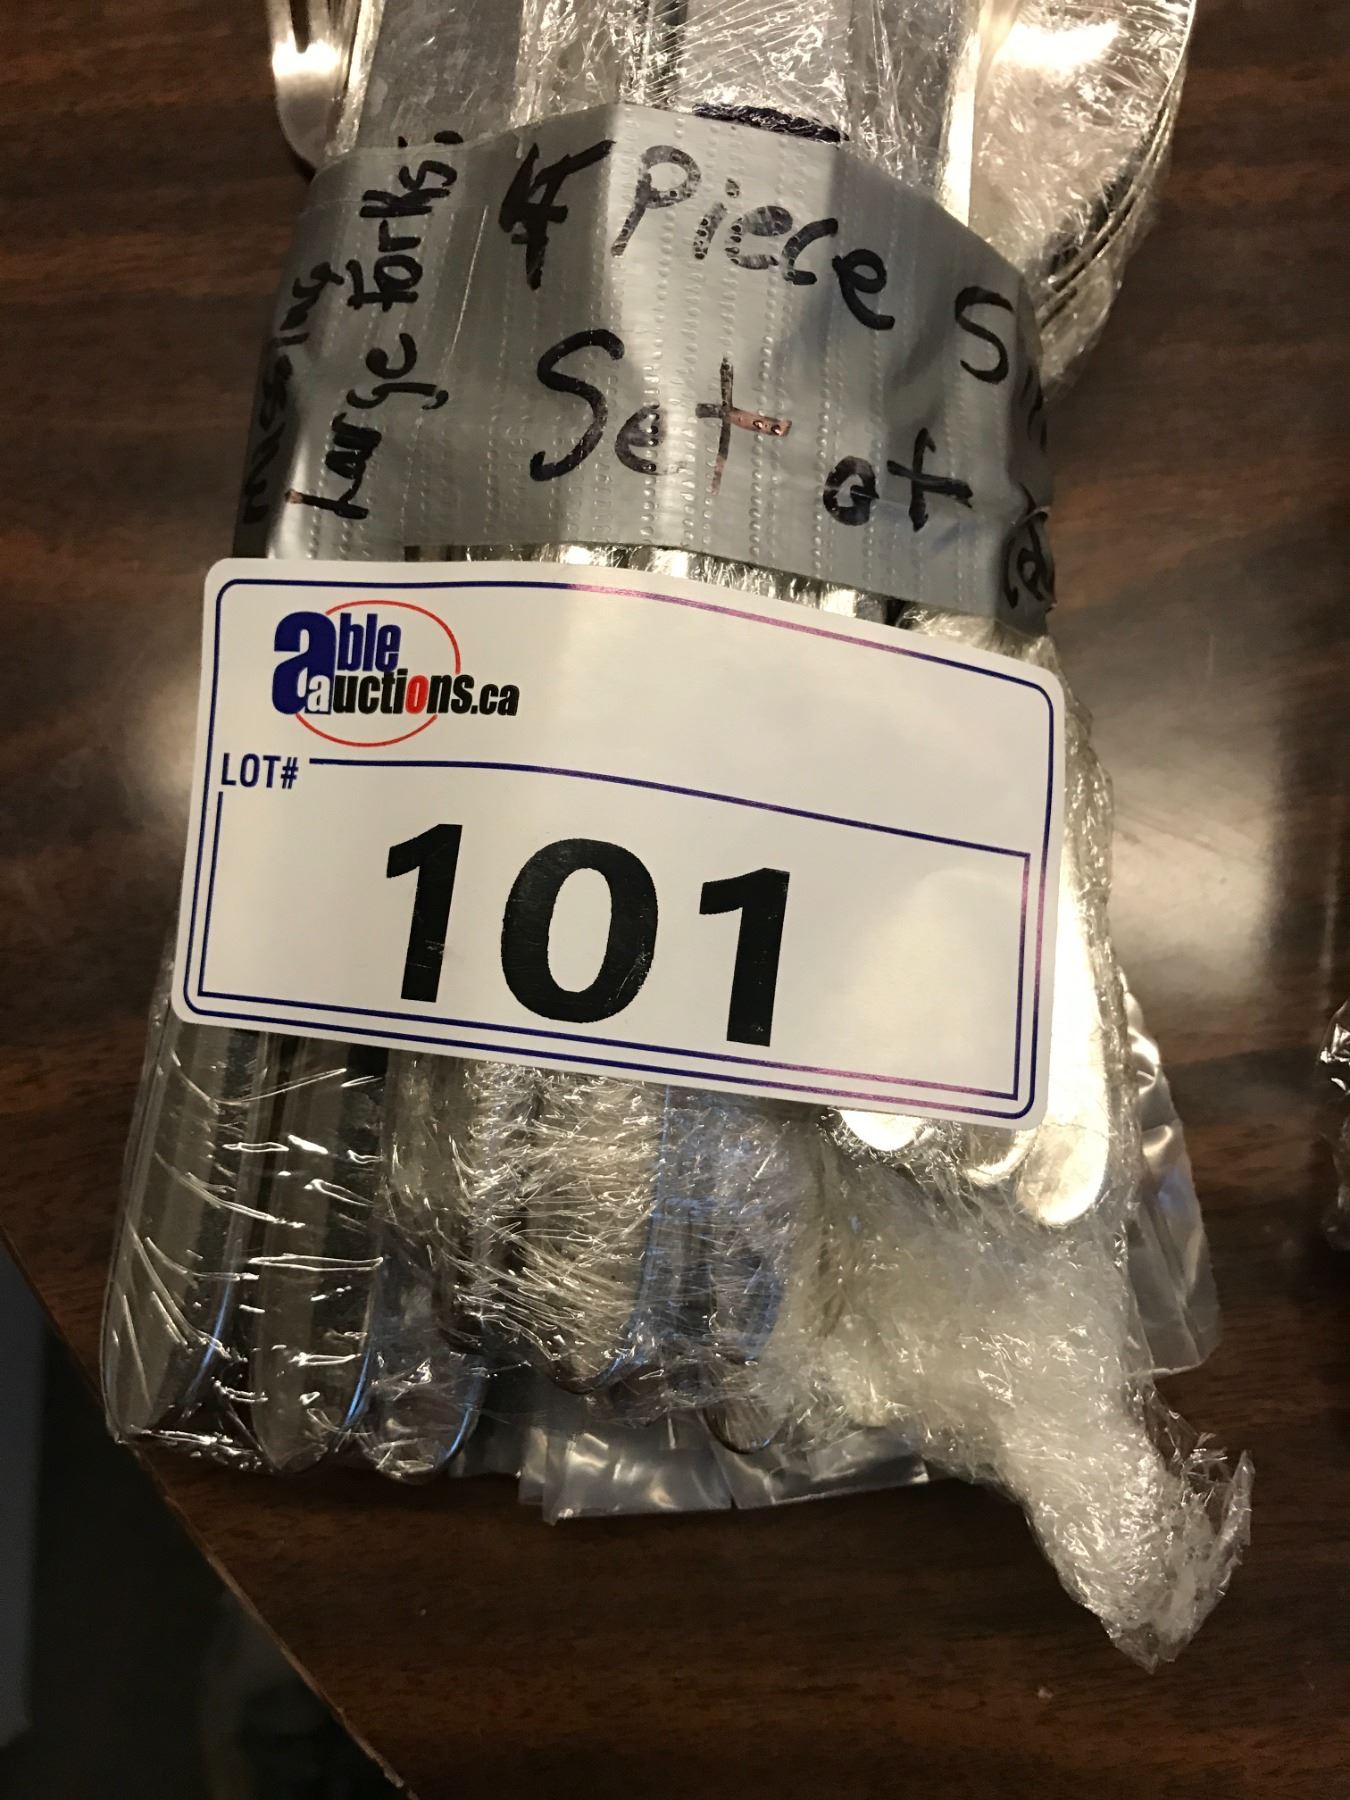 Missing
Large Forks.
4 Piece
Set of
able
auctions.ca
LOT#
101